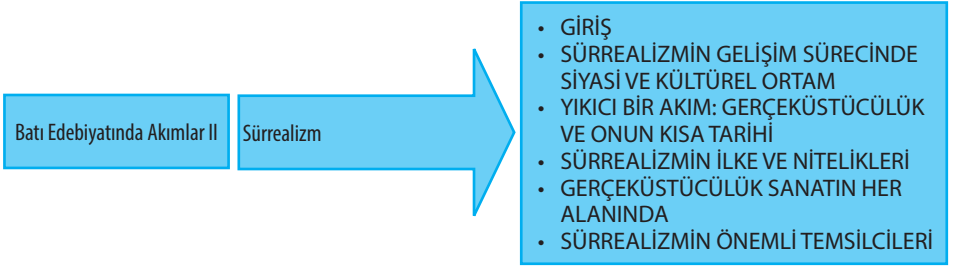 Batı Edebiyatında Akımlar II
Sürrealizm
• GİRİŞ
• SÜRREALİZMİN GELİŞİM SÜRECİNDE
SİYASİ VE KÜLTÜREL ORTAM
• YIKICI BİR AKIM: GERÇEKÜSTÜCÜLÜK
VE ONUN KISA TARİHİ
• SÜRREALİZMİN İLKE VE NİTELİKLERİ
• GERÇEKÜSTÜCÜLÜK SANATIN HER
ALANINDA
• SÜRREALİZMİN ÖNEMLİ TEMSİLCİLERİ